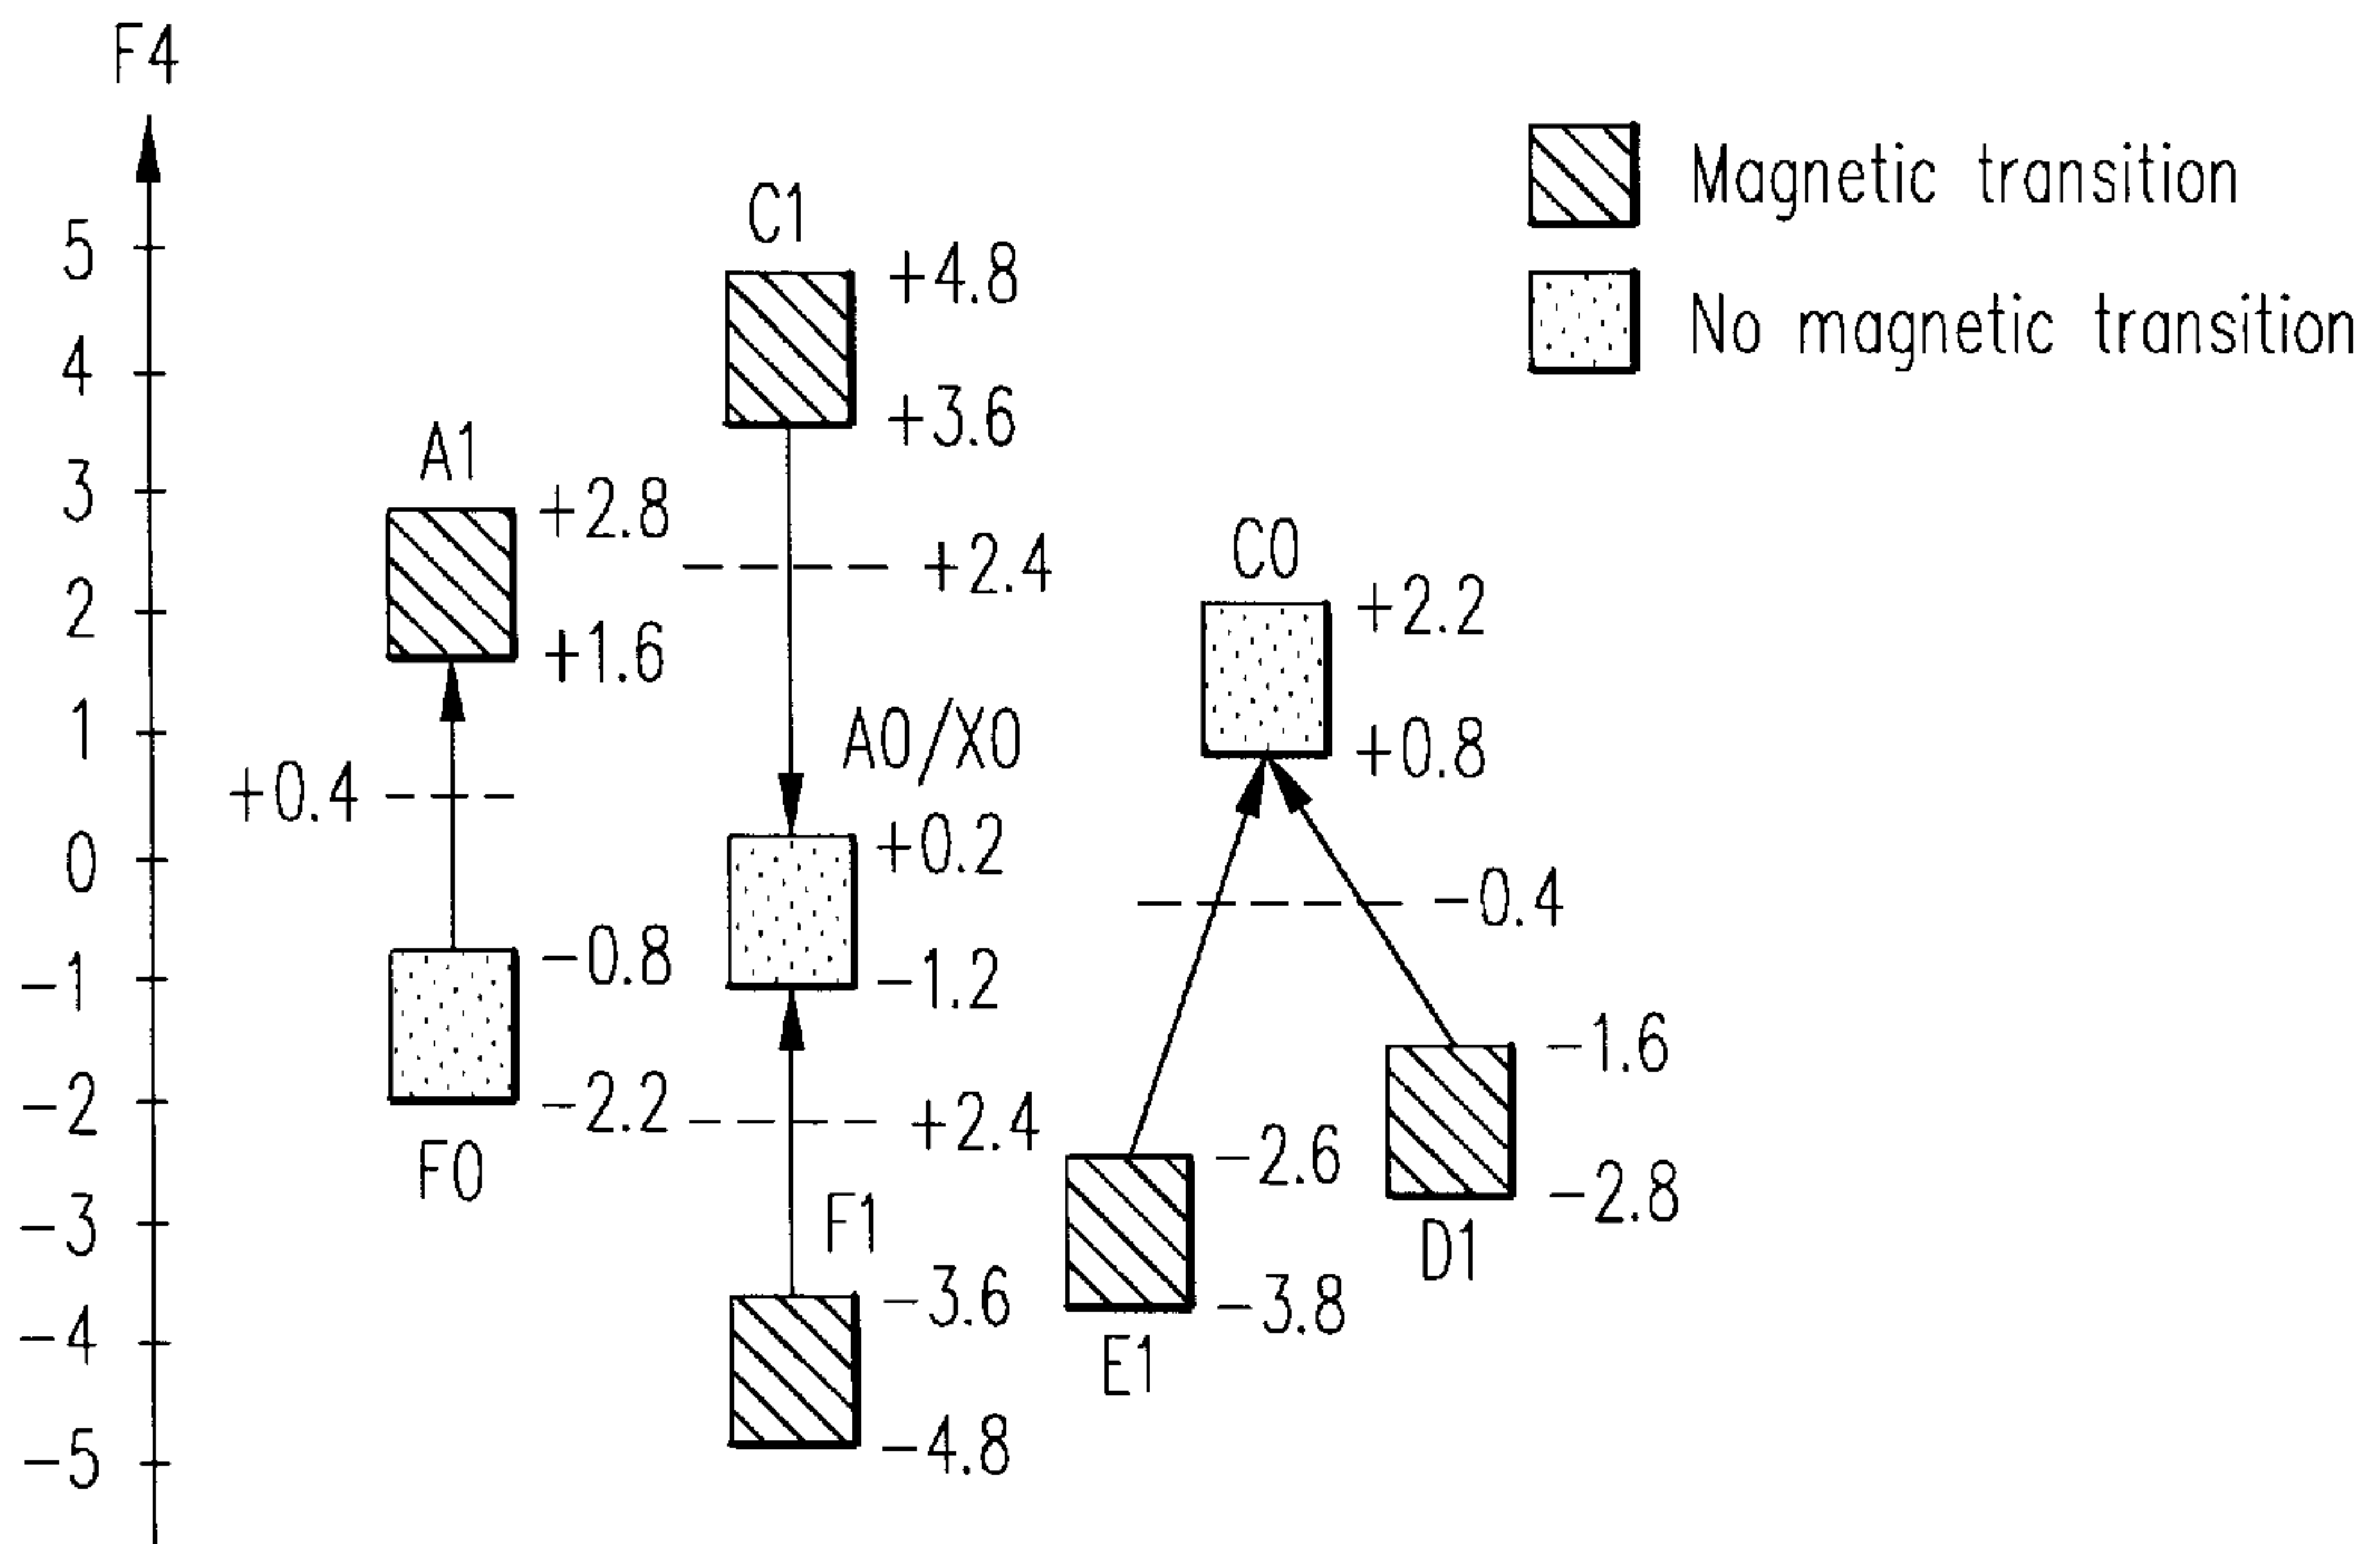 F4
5
4
3
2
1
0
-1
-2
-3
-4
-5
A1
+2.8
+1.6
+0.4
-0.8
-2.2
F0
C1
+4.8
+3.6
+2.4
A0/X0
+0.2
-1.2
+2.4
F1
-3.6
-4.8
C0
+2.2
+0.8
-0.4
-2.6
-3.8
E1
-1.6
-2.8
D1
Magnetic transition
No magnetic transition